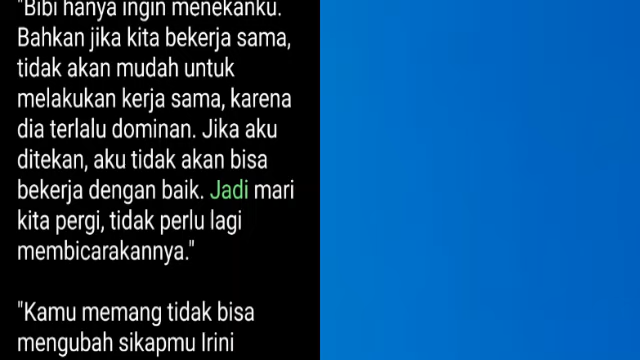 "Bibi hanya ingin menekanku.
Bahkan jika kita bekerja sama,
tidak akan mudah untuk
melakukan kerja sama, karena
dia terlalu dominan. Jika aku
ditekan, aku tidak akan bisa
bekerja dengan baik. Jadi mari
kita pergi, tidak perlu lagi
membicarakannya."
"Kamu memang tidak bisa
mengubah sikapmu Irini